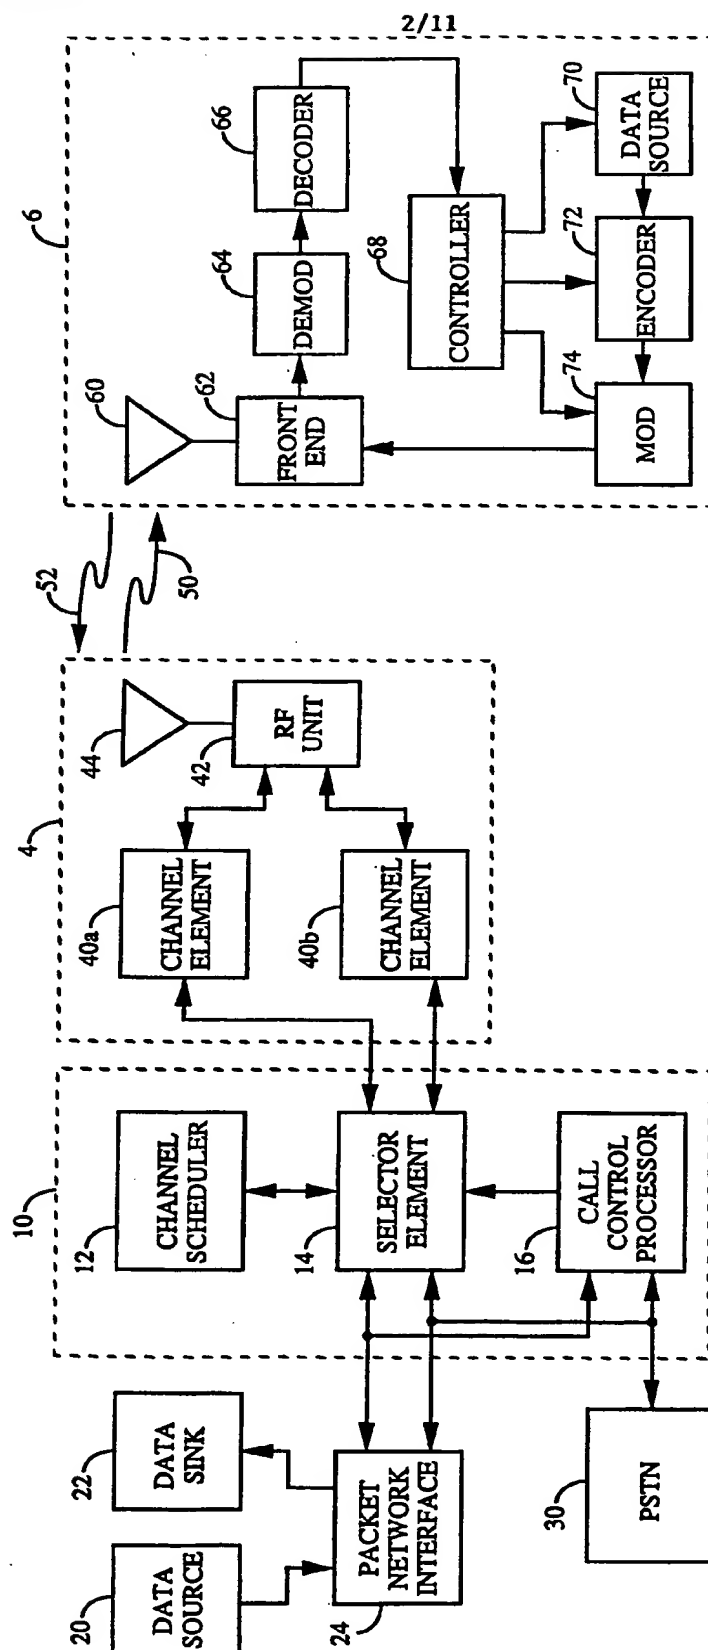 2/11
6
60
62
FRONT
END
64
DEMOD
66
DECODER
68
CONTROLLER
70
DATA
SOURCE
72
ENCODER
74
MOD
52
50
4
44
42
RF
UNIT
40a
CHANNEL
ELEMENT
40b
CHANNEL
ELEMENT
10
12
CHANNEL
SCHEDULER
14
SELECTOR
ELEMENT
16
CALL
CONTROL
PROCESSOR
22
DATA
SINK
20
DATA
SOURCE
24
PACKET
NETWORK
INTERFACE
30
PSTN